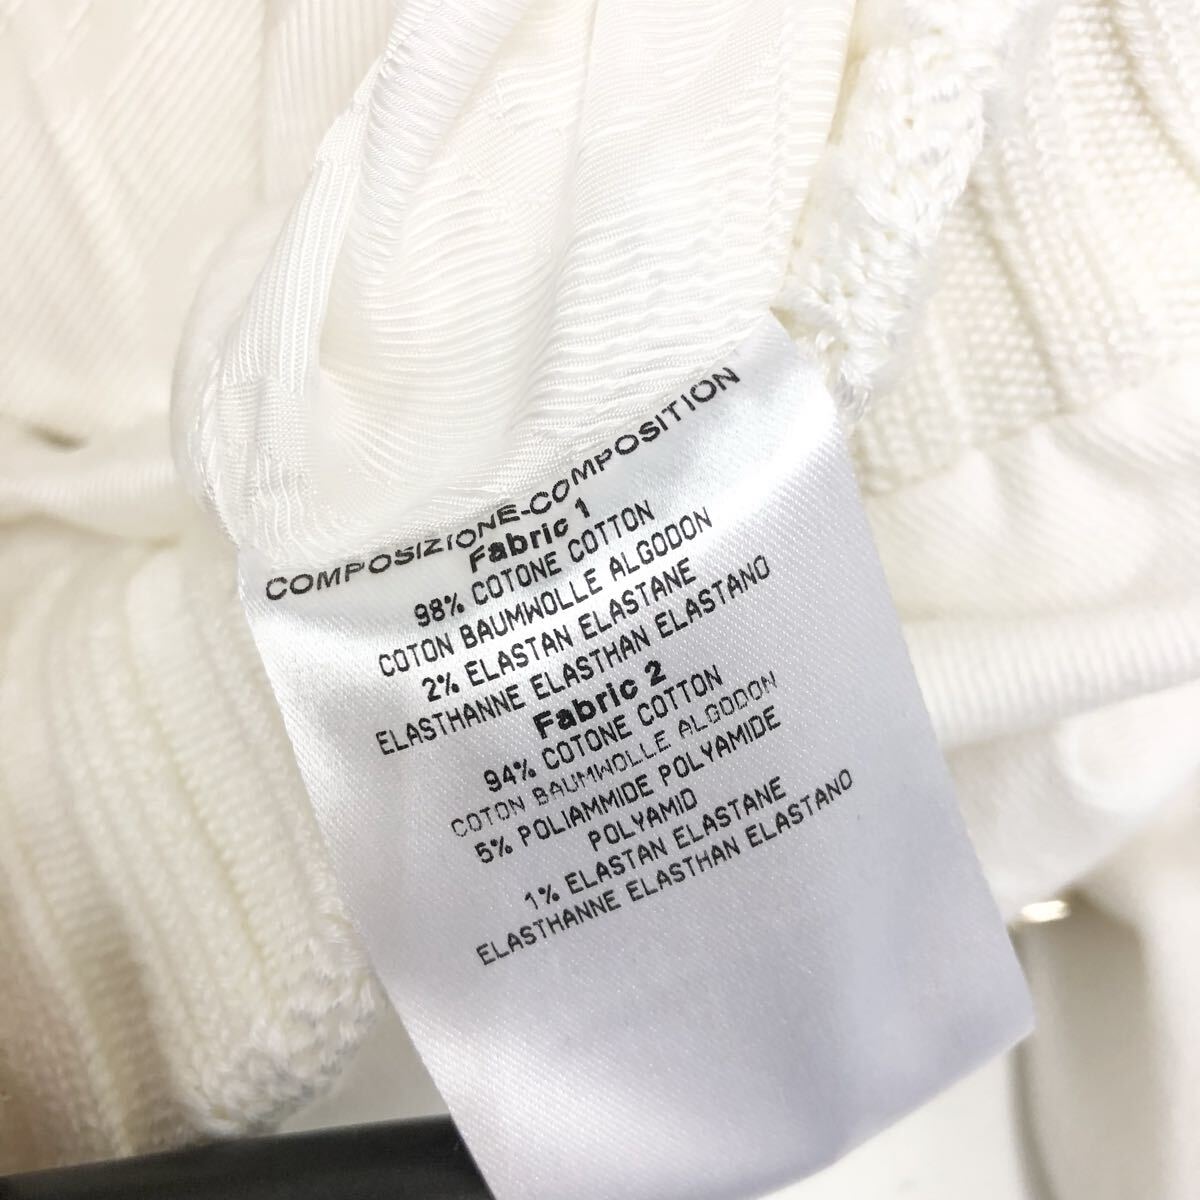 COMPOSIZIONE-COMPOSITION
Fabric 1
98% COTONE COTTON
COTON BAUMWOLLE ALGODON
2% ELASTAN ELASTANE
ELASTHANNE ELASTHAN ELASTANO
Fabric 2
94% COTONE COTTON
COTON BAUMWOLLE ALGODON
5% POLIAMMIDE POLYAMIDE
POLYAMID
1% ELASTAN ELASTANE
ELASTHANNE ELASTHAN ELASTANO